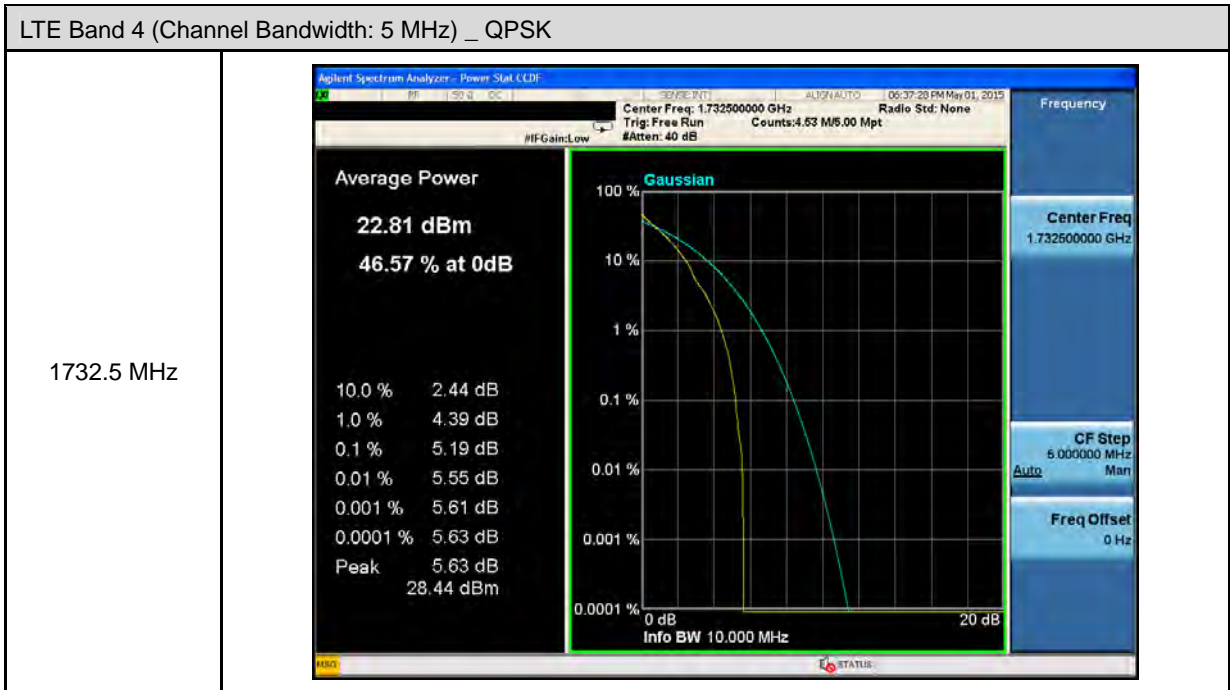 LTE Band 4 (Channel Bandwidth: 5 MHz) _ QPSK
1732.5 MHz
Agilent Spectrum Analyzer - Power Stat CCDF
RF 50 Ω DC SENSE:INT ALIGN AUTO 06:37:28 PM May 01, 2015
Center Freq: 1.732500000 GHz Radio Std: None
Trig: Free Run Counts:4.53 M/5.00 Mpt
#IFGain:Low #Atten: 40 dB
Average Power
22.81 dBm
46.57 % at 0dB
10.0 % 2.44 dB
1.0 % 4.39 dB
0.1 % 5.19 dB
0.01 % 5.55 dB
0.001 % 5.61 dB
0.0001 % 5.63 dB
Peak 5.63 dB
28.44 dBm
Gaussian
100 %
10 %
1 %
0.1 %
0.01 %
0.001 %
0.0001 %
0 dB 20 dB
Info BW 10.000 MHz
Frequency
Center Freq
1.732500000 GHz
CF Step
5.000000 MHz
Auto Man
Freq Offset
0 Hz
MSG STATUS